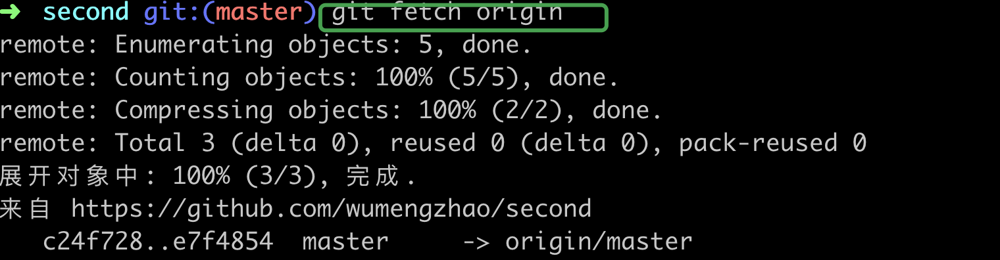 ➜ second git:(master) git fetch origin
remote: Enumerating objects: 5, done.
remote: Counting objects: 100% (5/5), done.
remote: Compressing objects: 100% (2/2), done.
remote: Total 3 (delta 0), reused 0 (delta 0), pack-reused 0
展开对象中: 100% (3/3), 完成.
来自 https://github.com/wumengzhao/second
   c24f728..e7f4854  master     -> origin/master